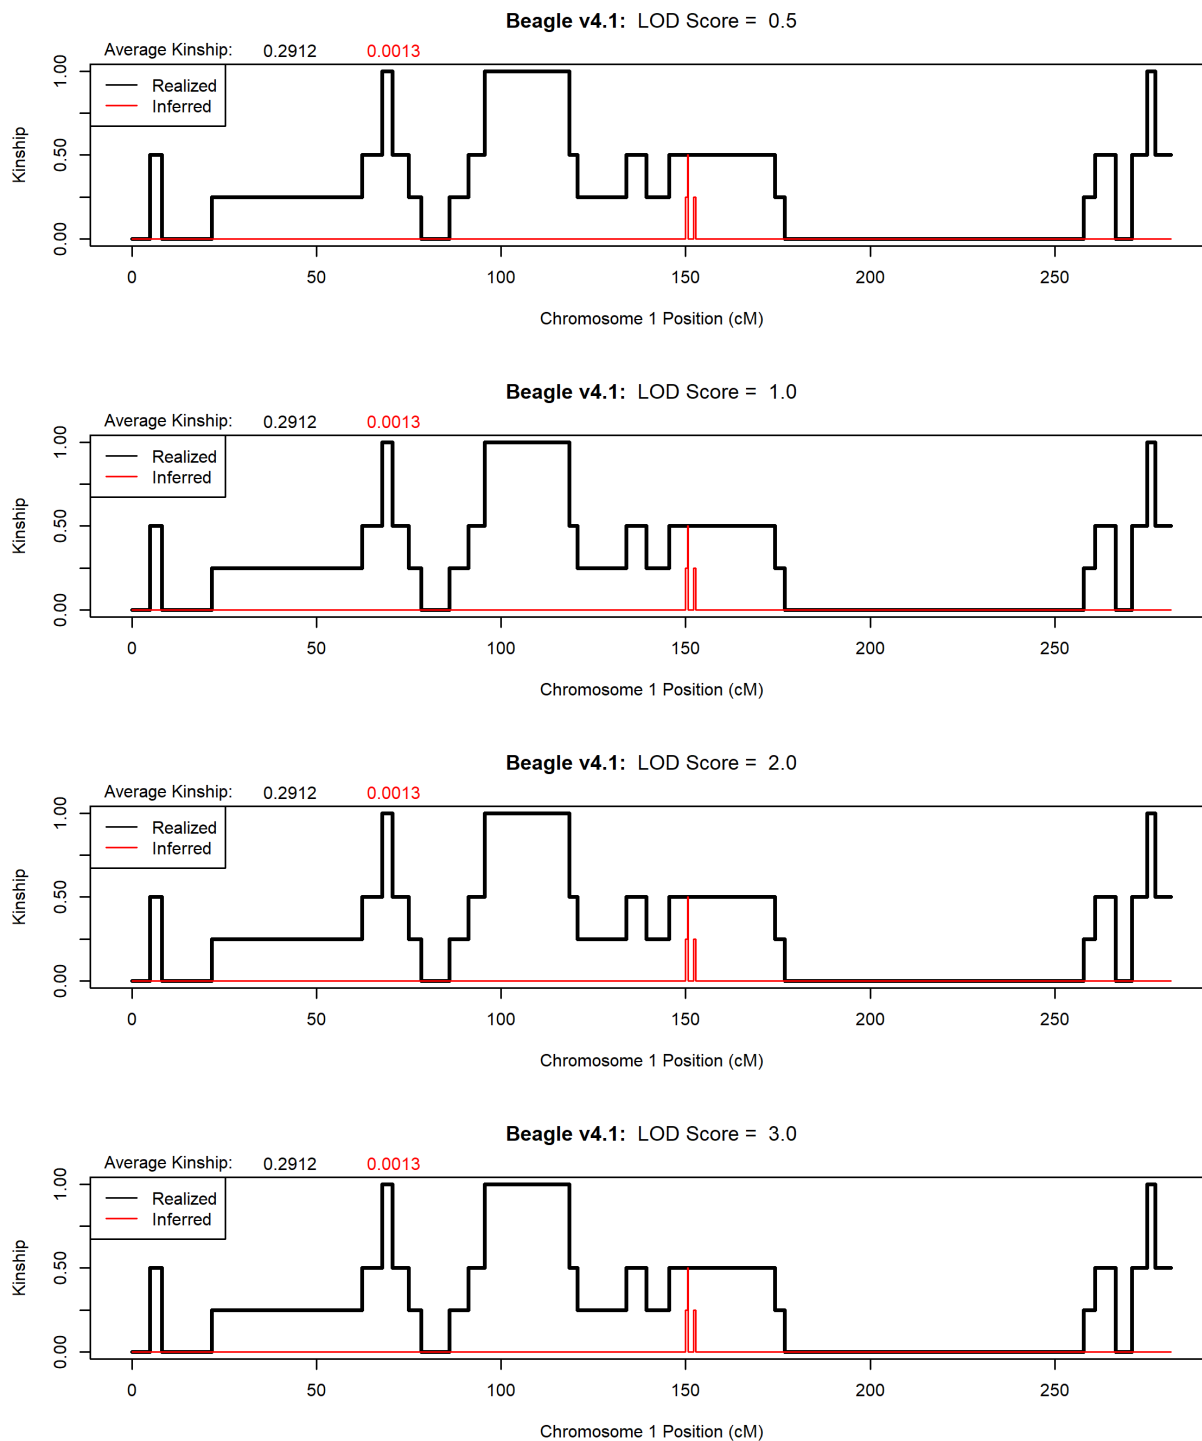 Beagle v4.1: LOD Score = 0.5
Average Kinship: 0.2912 0.0013
Realized
Inferred
Kinship
0.00 0.50 1.00
0 50 100 150 200 250
Chromosome 1 Position (cM)
Beagle v4.1: LOD Score = 1.0
Average Kinship: 0.2912 0.0013
Realized
Inferred
Kinship
0.00 0.50 1.00
0 50 100 150 200 250
Chromosome 1 Position (cM)
Beagle v4.1: LOD Score = 2.0
Average Kinship: 0.2912 0.0013
Realized
Inferred
Kinship
0.00 0.50 1.00
0 50 100 150 200 250
Chromosome 1 Position (cM)
Beagle v4.1: LOD Score = 3.0
Average Kinship: 0.2912 0.0013
Realized
Inferred
Kinship
0.00 0.50 1.00
0 50 100 150 200 250
Chromosome 1 Position (cM)